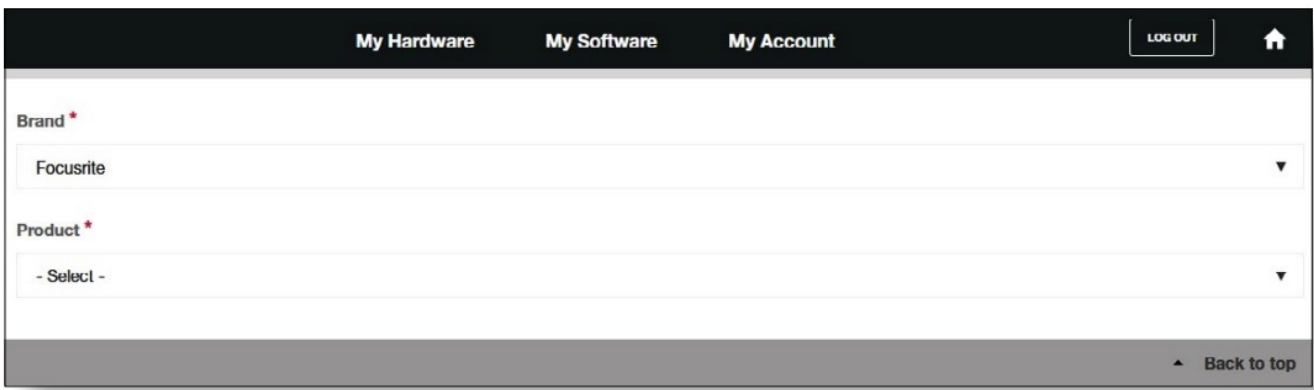 My Hardware My Software My Account LOG OUT
Brand *
Focusrite
Product *
- Select -
Back to top